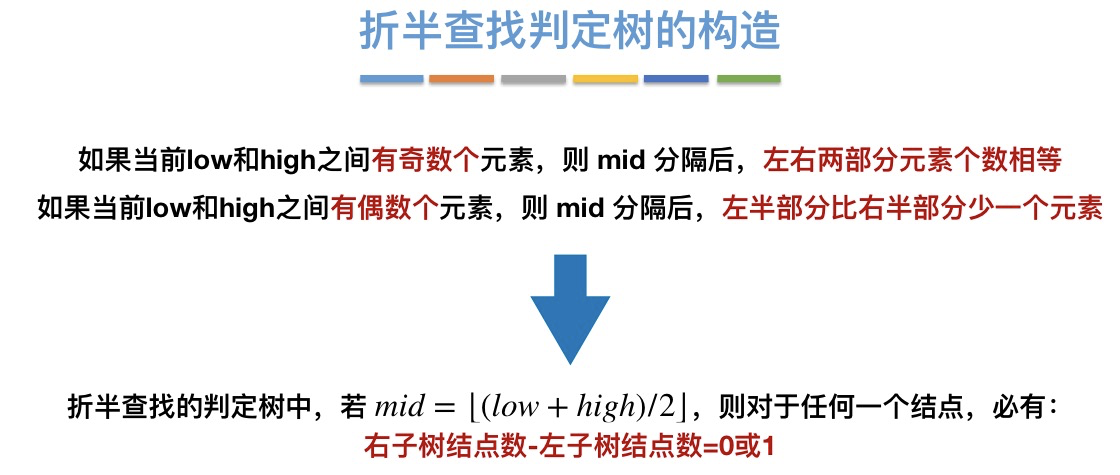 折半查找判定树的构造
如果当前low和high之间有奇数个元素，则 mid 分隔后，左右两部分元素个数相等
如果当前low和high之间有偶数个元素，则 mid 分隔后，左半部分比右半部分少一个元素
折半查找的判定树中，若 mid = ⌊(low + high)/2⌋，则对于任何一个结点，必有：
右子树结点数-左子树结点数=0或1